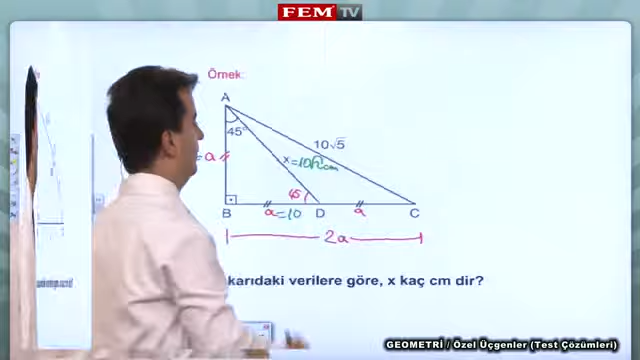 FEM TV
Örnek:
A
45°
10√5
x=10√2 cm
=a
45
B
D
C
a=10
a
2a
karıdaki verilere göre, x kaç cm dir?
GEOMETRİ / Özel Üçgenler (Test Çözümleri)